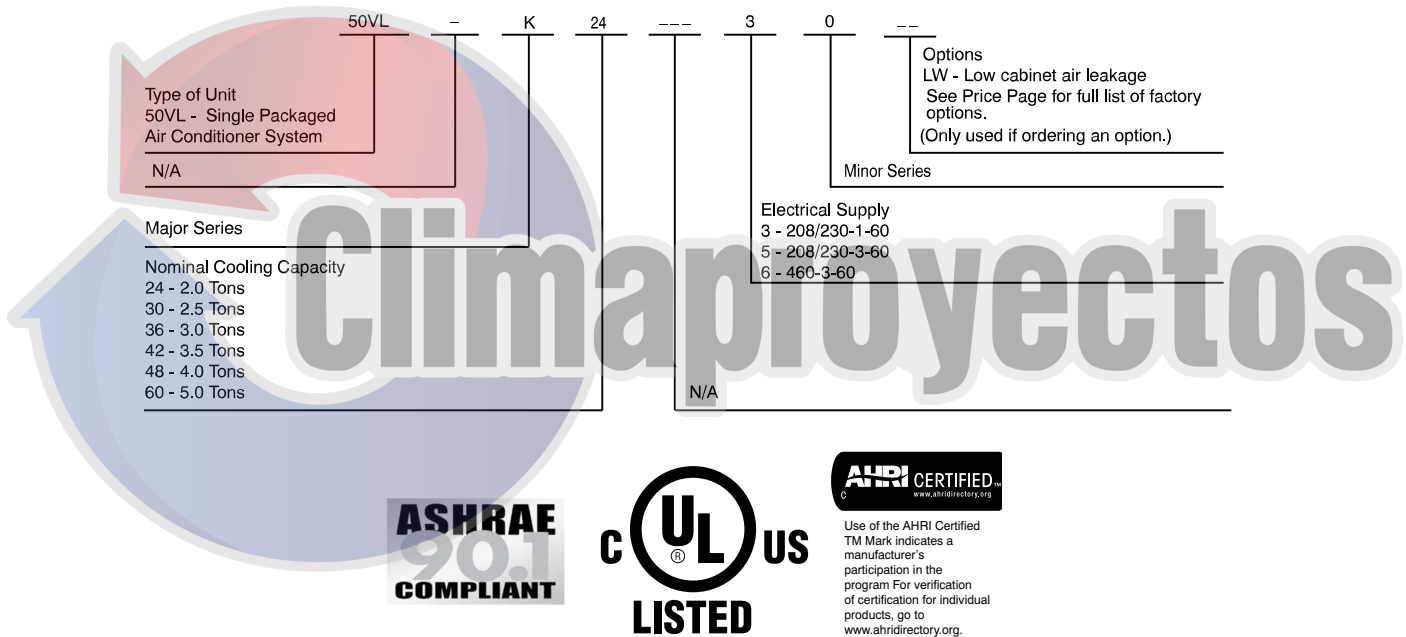 50VL – K 24 --- 3 0 --
Options
LW - Low cabinet air leakage
See Price Page for full list of factory
options.
(Only used if ordering an option.)
Type of Unit
50VL - Single Packaged
Air Conditioner System
N/A
Minor Series
Electrical Supply
3 - 208/230-1-60
5 - 208/230-3-60
6 - 460-3-60
Major Series
Nominal Cooling Capacity
24 - 2.0 Tons
30 - 2.5 Tons
36 - 3.0 Tons
42 - 3.5 Tons
48 - 4.0 Tons
60 - 5.0 Tons
N/A
Climaproyectos
ASHRAE
90.1
COMPLIANT
C UL US
®
LISTED
AHRI CERTIFIED™
C www.ahridirectory.org
Use of the AHRI Certified
TM Mark indicates a
manufacturer's
participation in the
program For verification
of certification for individual
products, go to
www.ahridirectory.org.